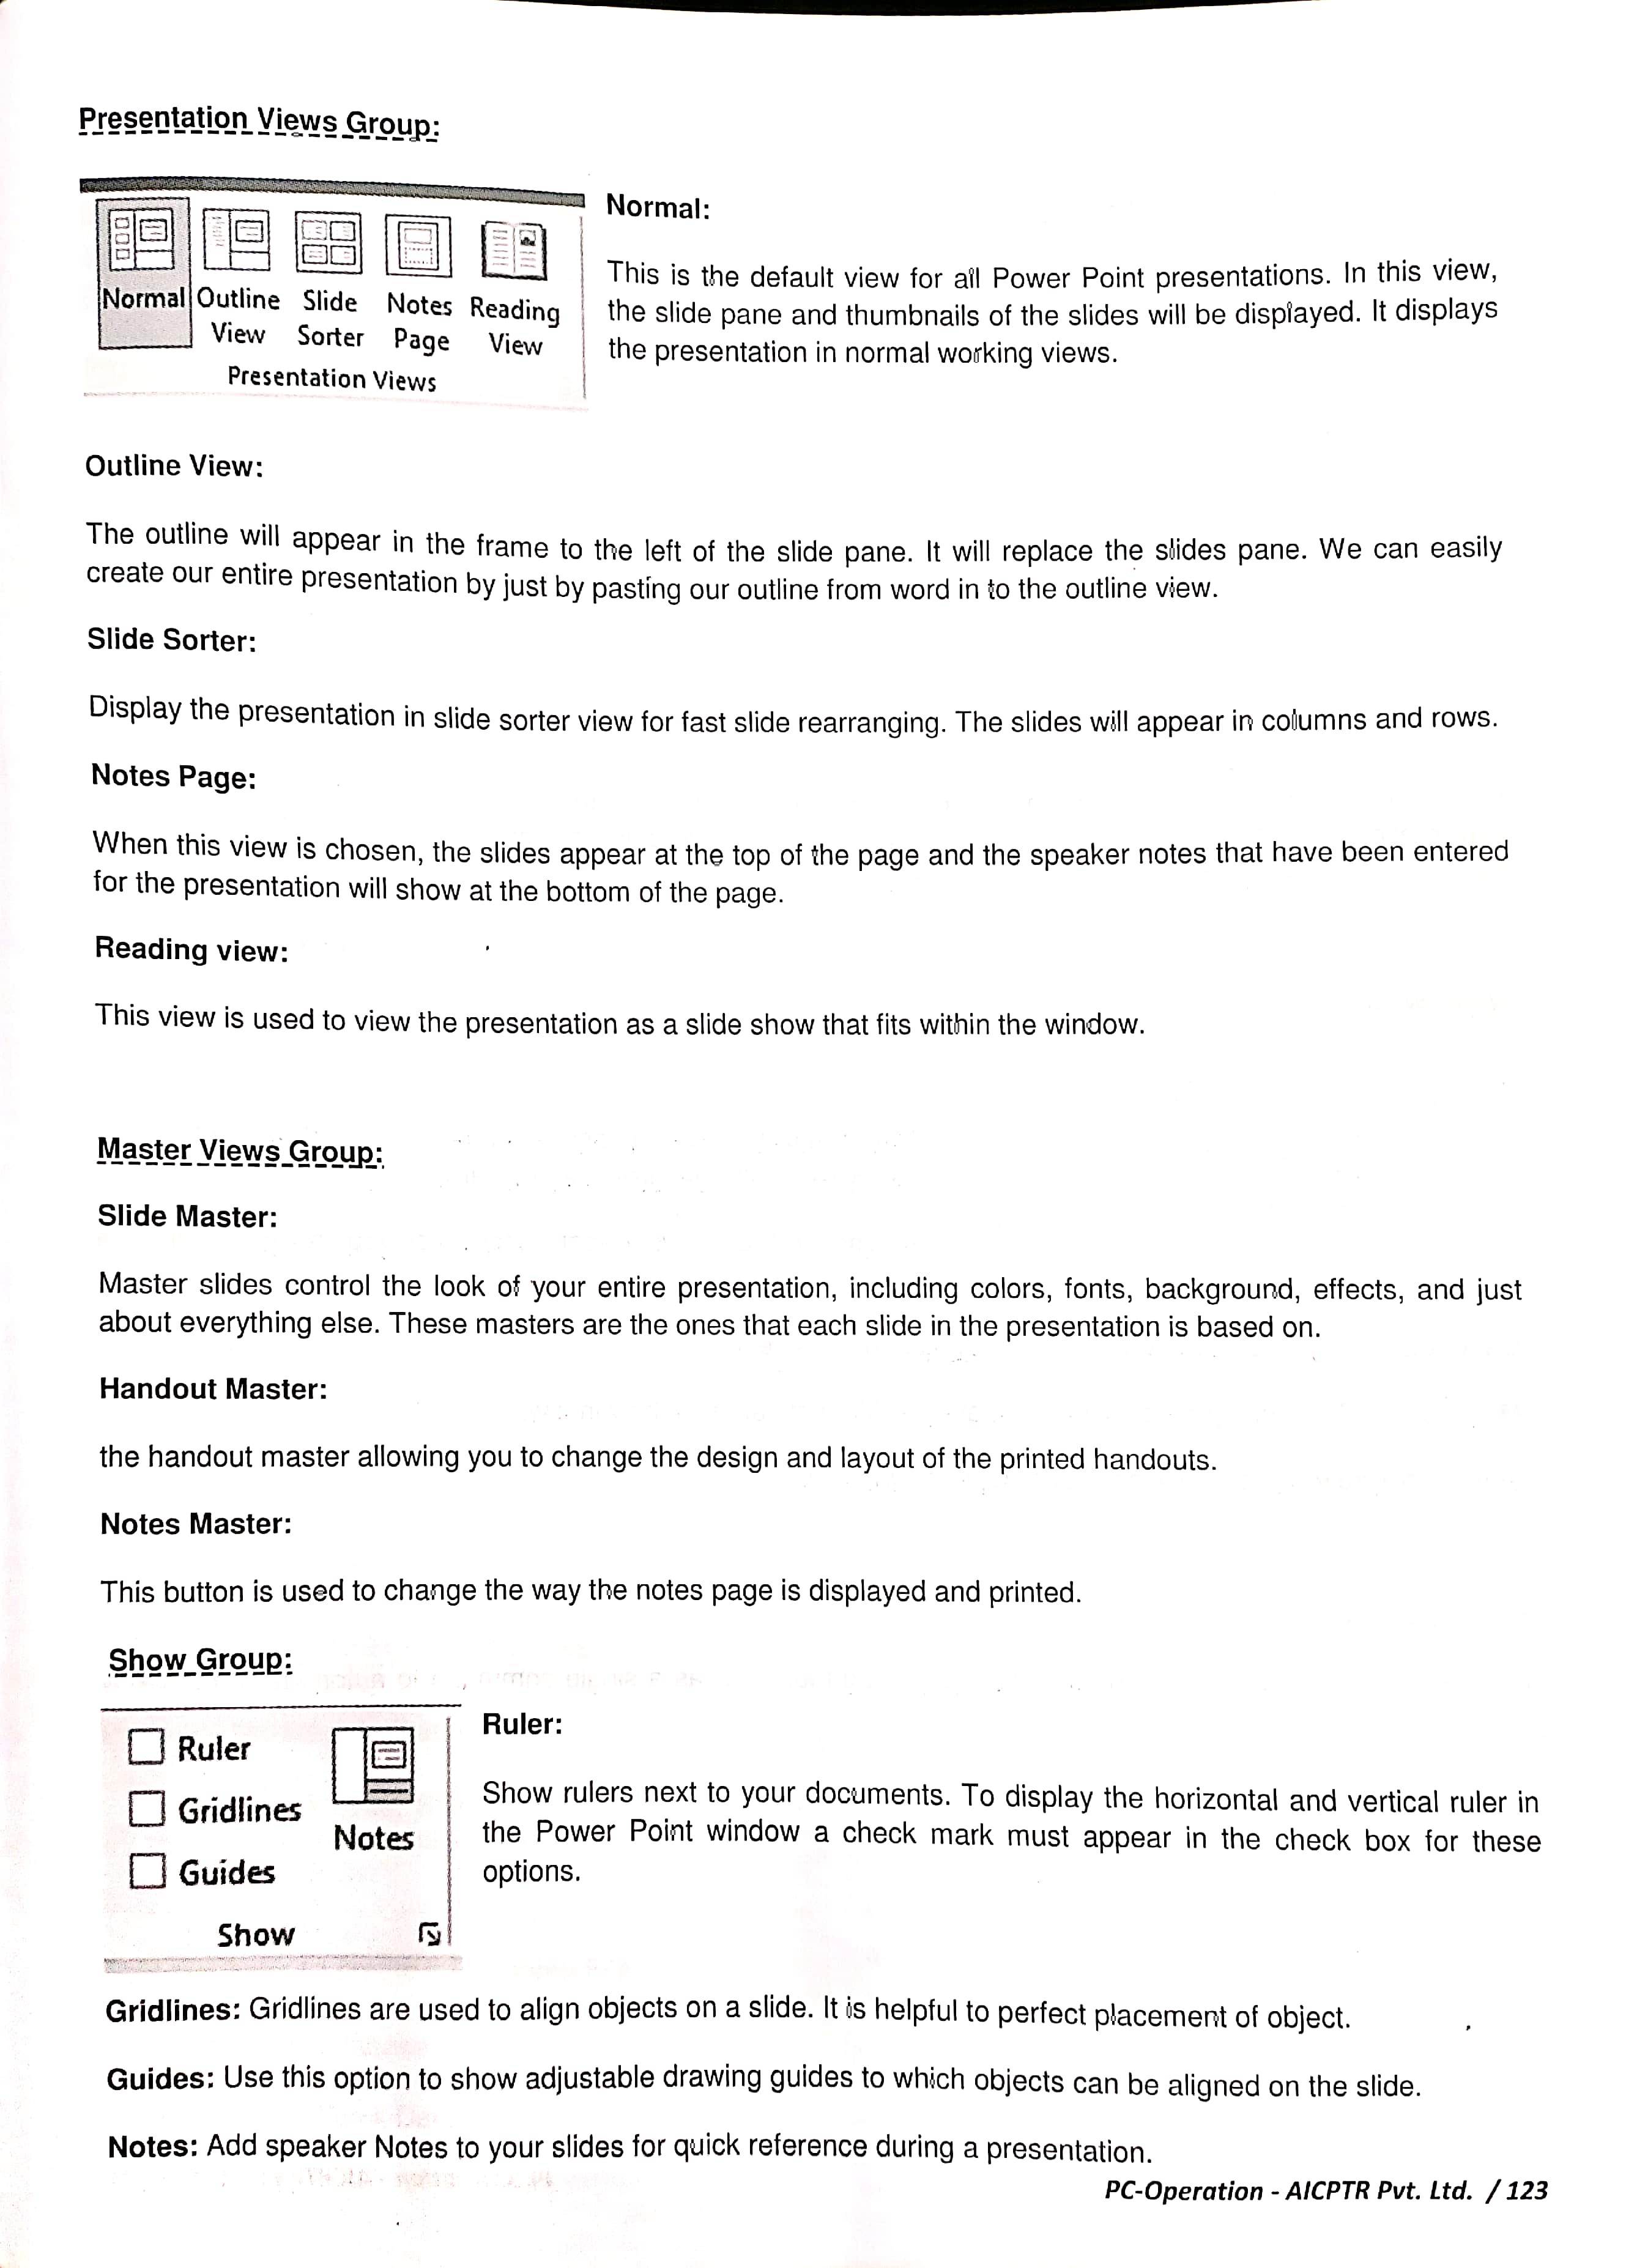 Presentation Views Group:
Normal Outline Slide Notes Reading
View Sorter Page View
Presentation Views
Normal:
This is the default view for all Power Point presentations. In this view,
the slide pane and thumbnails of the slides will be displayed. It displays
the presentation in normal working views.
Outline View:
The outline will appear in the frame to the left of the slide pane. It will replace the slides pane. We can easily
create our entire presentation by just by pasting our outline from word in to the outline view.
Slide Sorter:
Display the presentation in slide sorter view for fast slide rearranging. The slides will appear in columns and rows.
Notes Page:
When this view is chosen, the slides appear at the top of the page and the speaker notes that have been entered
for the presentation will show at the bottom of the page.
Reading view:
This view is used to view the presentation as a slide show that fits within the window.
Master Views Group:
Slide Master:
Master slides control the look of your entire presentation, including colors, fonts, background, effects, and just
about everything else. These masters are the ones that each slide in the presentation is based on.
Handout Master:
the handout master allowing you to change the design and layout of the printed handouts.
Notes Master:
This button is used to change the way the notes page is displayed and printed.
Show Group:
Ruler
Gridlines
Notes
Guides
Show
Ruler:
Show rulers next to your documents. To display the horizontal and vertical ruler in
the Power Point window a check mark must appear in the check box for these
options.
Gridlines: Gridlines are used to align objects on a slide. It is helpful to perfect placement of object.
Guides: Use this option to show adjustable drawing guides to which objects can be aligned on the slide.
Notes: Add speaker Notes to your slides for quick reference during a presentation.
PC-Operation - AICPTR Pvt. Ltd. / 123